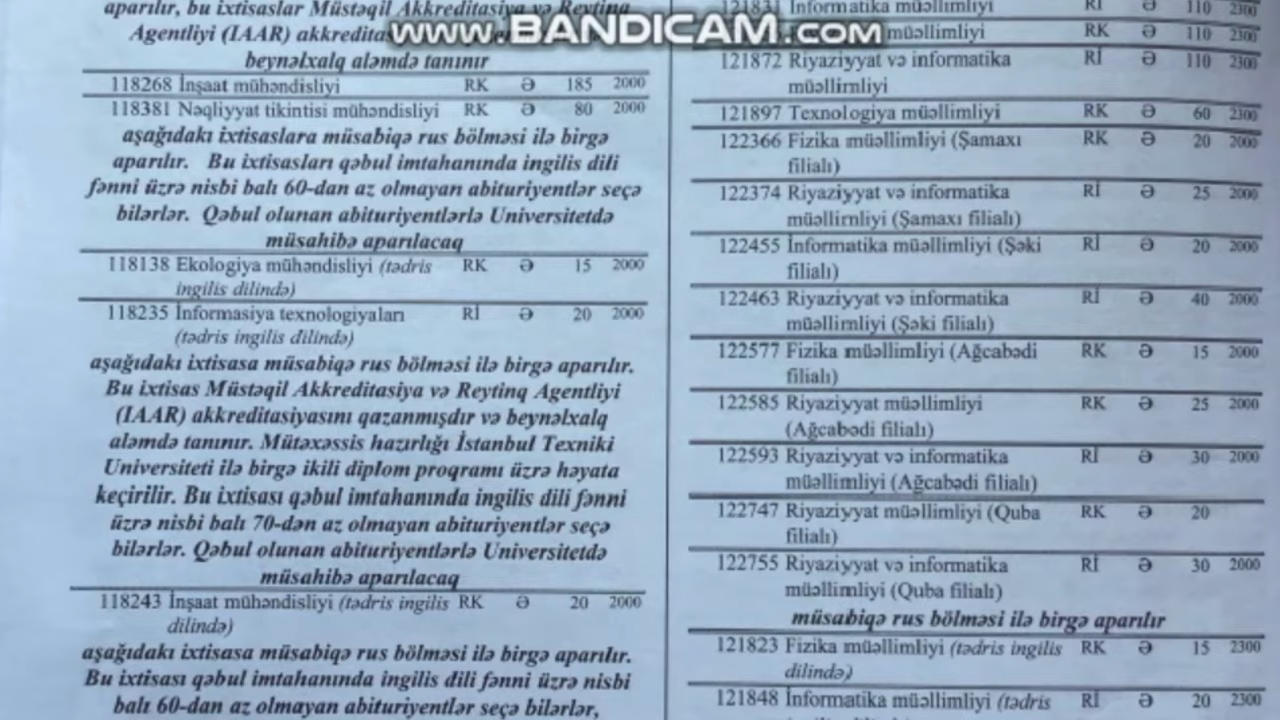 aparılır, bu ixtisaslar Müstəqil Akkreditasiya və Reytinq
Agentliyi (IAAR)
beynəlxalq aləmdə tanınır
118268 İnşaat mühəndisliyi RK Ə 185 2000
118381 Nəqliyyat tikintisi mühəndisliyi RK Ə 80 2000
aşağıdakı ixtisaslara müsabiqə rus bölməsi ilə birgə
aparılır. Bu ixtisasları qəbul imtahanında ingilis dili
fənni üzrə nisbi balı 60-dan az olmayan abituriyentlər seçə
bilərlər. Qəbul olunan abituriyentlərlə Universitetdə
müsahibə aparılacaq
118138 Ekologiya mühəndisliyi (tədris RK Ə 15 2000
ingilis dilində)
118235 İnformasiya texnologiyaları Rİ Ə 20 2000
(tədris ingilis dilində)
aşağıdakı ixtisasa müsabiqə rus bölməsi ilə birgə aparılır.
Bu ixtisas Müstəqil Akkreditasiya və Reytinq Agentliyi
(IAAR) akkreditasiyasını qazanmışdır və beynəlxalq
aləmdə tanınır. Mütəxəssis hazırlığı İstanbul Texniki
Universiteti ilə birgə ikili diplom proqramı üzrə həyata
keçirilir. Bu ixtisası qəbul imtahanında ingilis dili fənni
üzrə nisbi balı 70-dən az olmayan abituriyentlər seçə
bilərlər. Qəbul olunan abituriyentlərlə Universitetdə
müsahibə aparılacaq
118243 İnşaat mühəndisliyi (tədris ingilis RK Ə 20 2000
dilində)
aşağıdakı ixtisasa müsabiqə rus bölməsi ilə birgə aparılır.
Bu ixtisası qəbul imtahanında ingilis dili fənni üzrə nisbi
balı 60-dan az olmayan abituriyentlər seçə bilərlər,
www.BANDICAM.com
121831 İnformatika müəllimliyi Rİ Ə 110 2300
müəllimliyi RK Ə 110 2300
121872 Riyaziyyat və informatika Rİ Ə 110 2300
müəllimliyi
121897 Texnologiya müəllimliyi RK Ə 60 2300
122366 Fizika müəllimliyi (Şamaxı RK Ə 20 2000
filialı)
122374 Riyaziyyat və informatika Rİ Ə 25 2000
müəllimliyi (Şamaxı filialı)
122455 İnformatika müəllimliyi (Şəki Rİ Ə 20 2000
filialı)
122463 Riyaziyyat və informatika Rİ Ə 40 2000
müəllimliyi (Şəki filialı)
122577 Fizika müəllimliyi (Ağcabədi RK Ə 15 2000
filialı)
122585 Riyaziyyat müəllimliyi RK Ə 25 2000
(Ağcabədi filialı)
122593 Riyaziyyat və informatika Rİ Ə 30 2000
müəllimliyi (Ağcabədi filialı)
122747 Riyaziyyat müəllimliyi (Quba RK Ə 20
filialı)
122755 Riyaziyyat və informatika Rİ Ə 30 2000
müəllimliyi (Quba filialı)
müsabiqə rus bölməsi ilə birgə aparılır
121823 Fizika müəllimliyi (tədris ingilis RK Ə 15 2300
dilində)
121848 İnformatika müəllimliyi (tədris Rİ Ə 20 2300